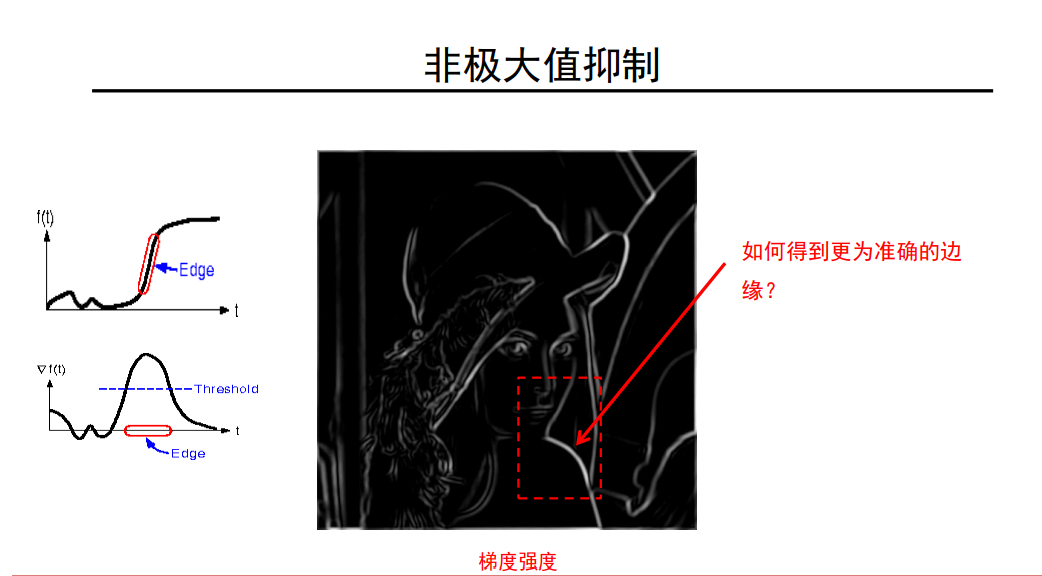 非极大值抑制
f(t)
Edge
t
▽f(t)
Threshold
t
Edge
如何得到更为准确的边
缘？
梯度强度